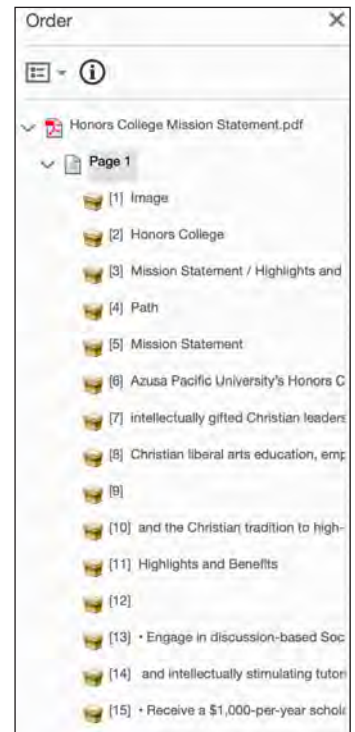 Order
Honors College Mission Statement.pdf
Page 1
[1] Image
[2] Honors College
[3] Mission Statement / Highlights and
[4] Path
[5] Mission Statement
[6] Azusa Pacific University's Honors C
[7] intellectually gifted Christian leaders
[8] Christian liberal arts education, emp
[9]
[10] and the Christian tradition to high-
[11] Highlights and Benefits
[12]
[13] • Engage in discussion-based Soc
[14] and intellectually stimulating tutori
[15] • Receive a $1,000-per-year schola